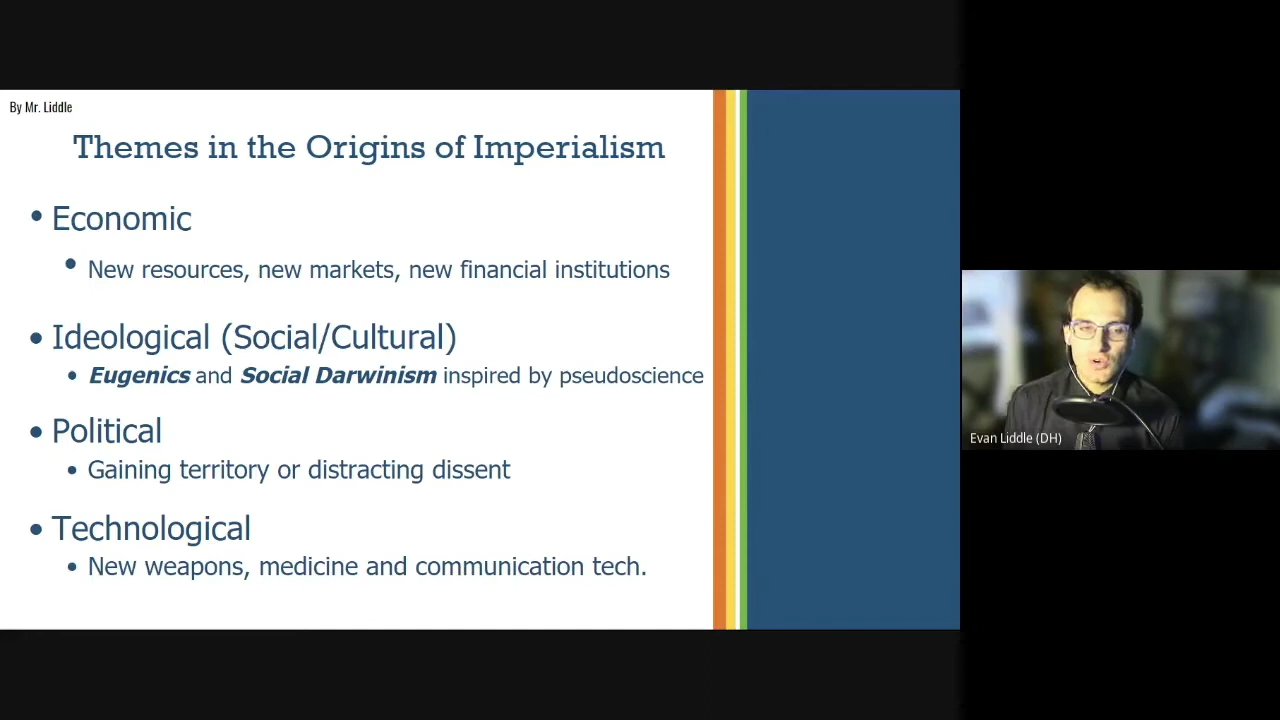 By Mr. Liddle
Themes in the Origins of Imperialism
• Economic
• New resources, new markets, new financial institutions
• Ideological (Social/Cultural)
• Eugenics and Social Darwinism inspired by pseudoscience
• Political
• Gaining territory or distracting dissent
• Technological
• New weapons, medicine and communication tech.
Evan Liddle (DH)